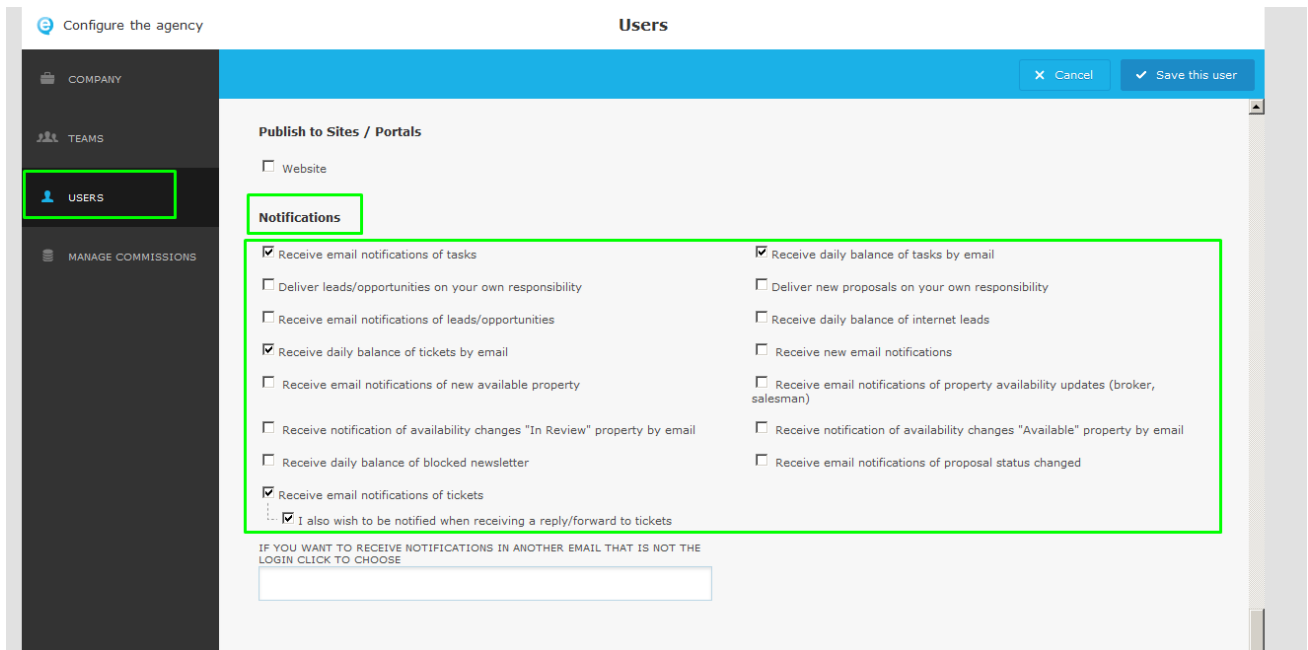 Configure the agency
Users
COMPANY
TEAMS
USERS
MANAGE COMMISSIONS
Cancel
Save this user
Publish to Sites / Portals
Website
Notifications
Receive email notifications of tasks
Receive daily balance of tasks by email
Deliver leads/opportunities on your own responsibility
Deliver new proposals on your own responsibility
Receive email notifications of leads/opportunities
Receive daily balance of internet leads
Receive daily balance of tickets by email
Receive new email notifications
Receive email notifications of new available property
Receive email notifications of property availability updates (broker,
salesman)
Receive notification of availability changes "In Review" property by email
Receive notification of availability changes "Available" property by email
Receive daily balance of blocked newsletter
Receive email notifications of proposal status changed
Receive email notifications of tickets
I also wish to be notified when receiving a reply/forward to tickets
IF YOU WANT TO RECEIVE NOTIFICATIONS IN ANOTHER EMAIL THAT IS NOT THE
LOGIN CLICK TO CHOOSE